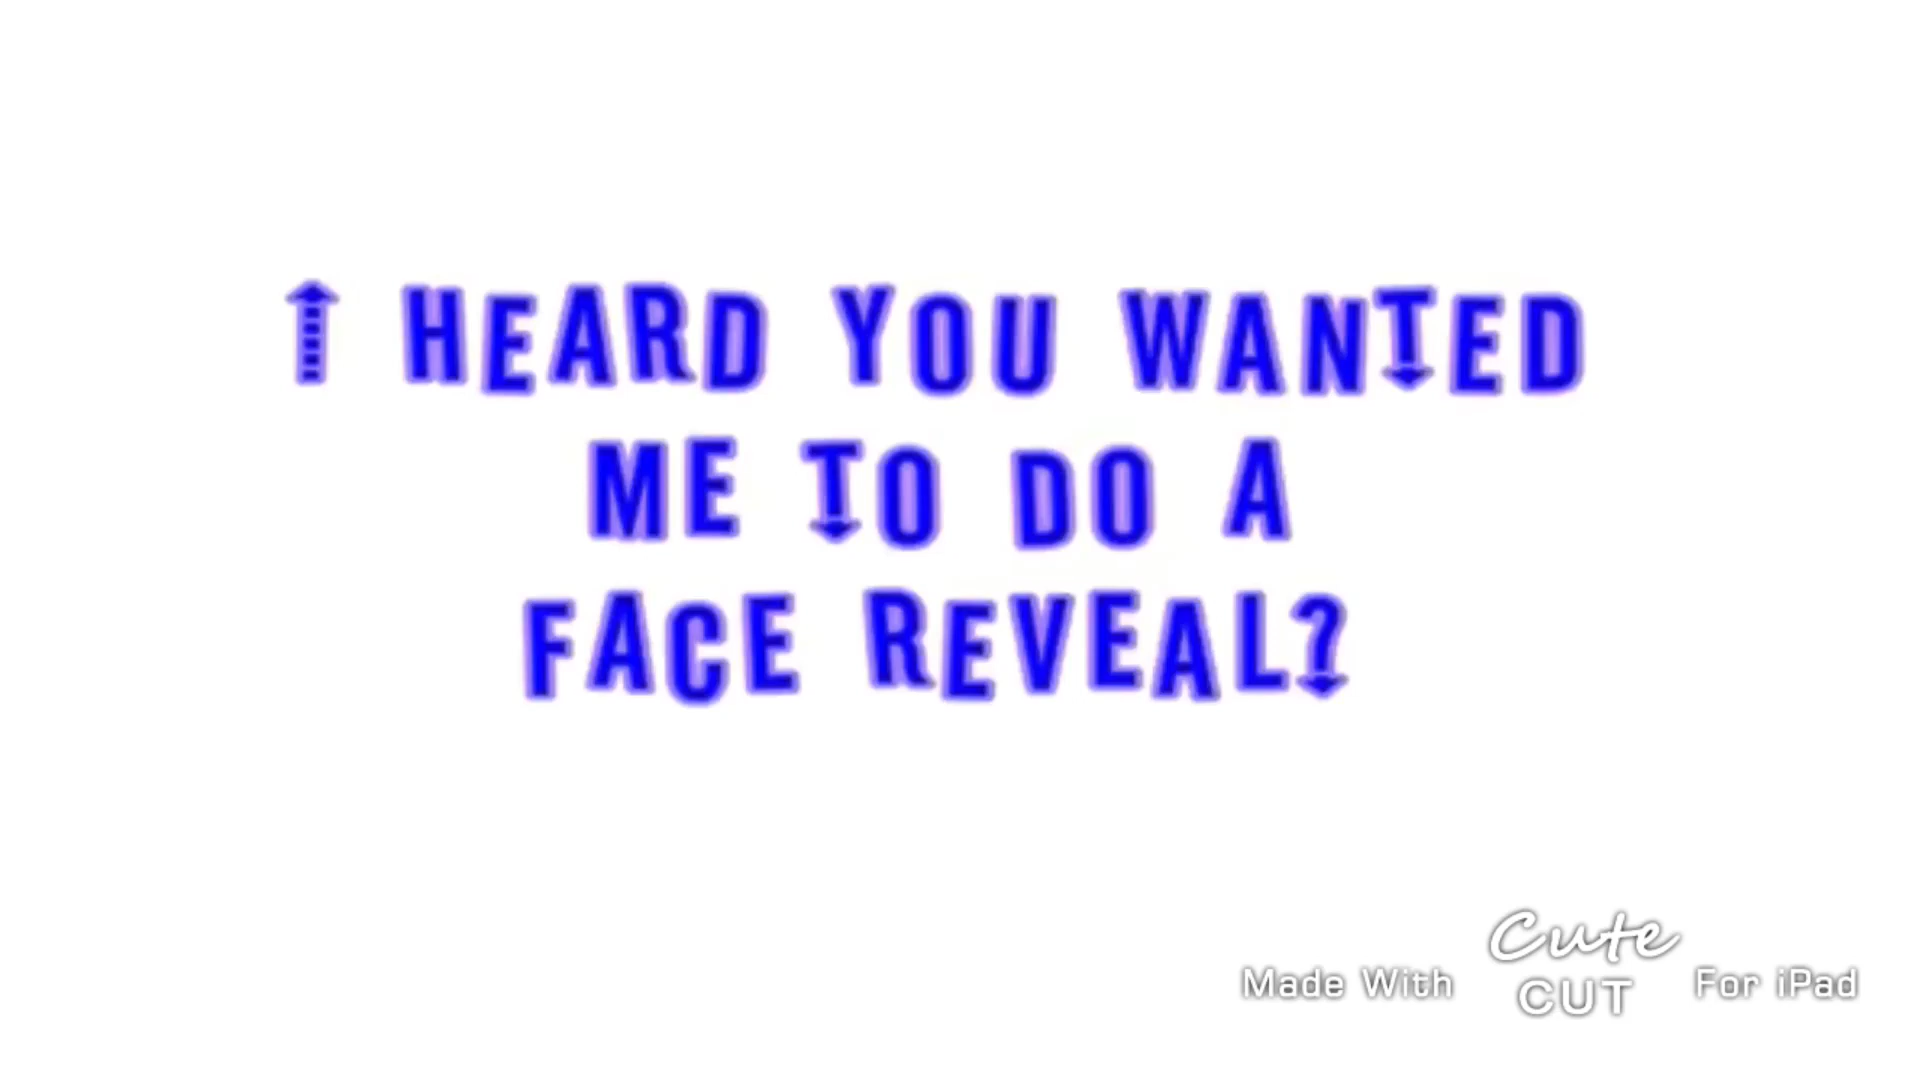 I HEARD YOU WANTED
ME TO DO A
FACE REVEAL?
Made With Cute CUT For iPad